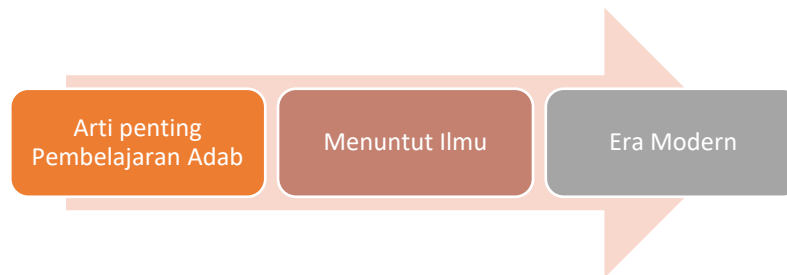 Arti penting
Pembelajaran Adab
Menuntut Ilmu
Era Modern